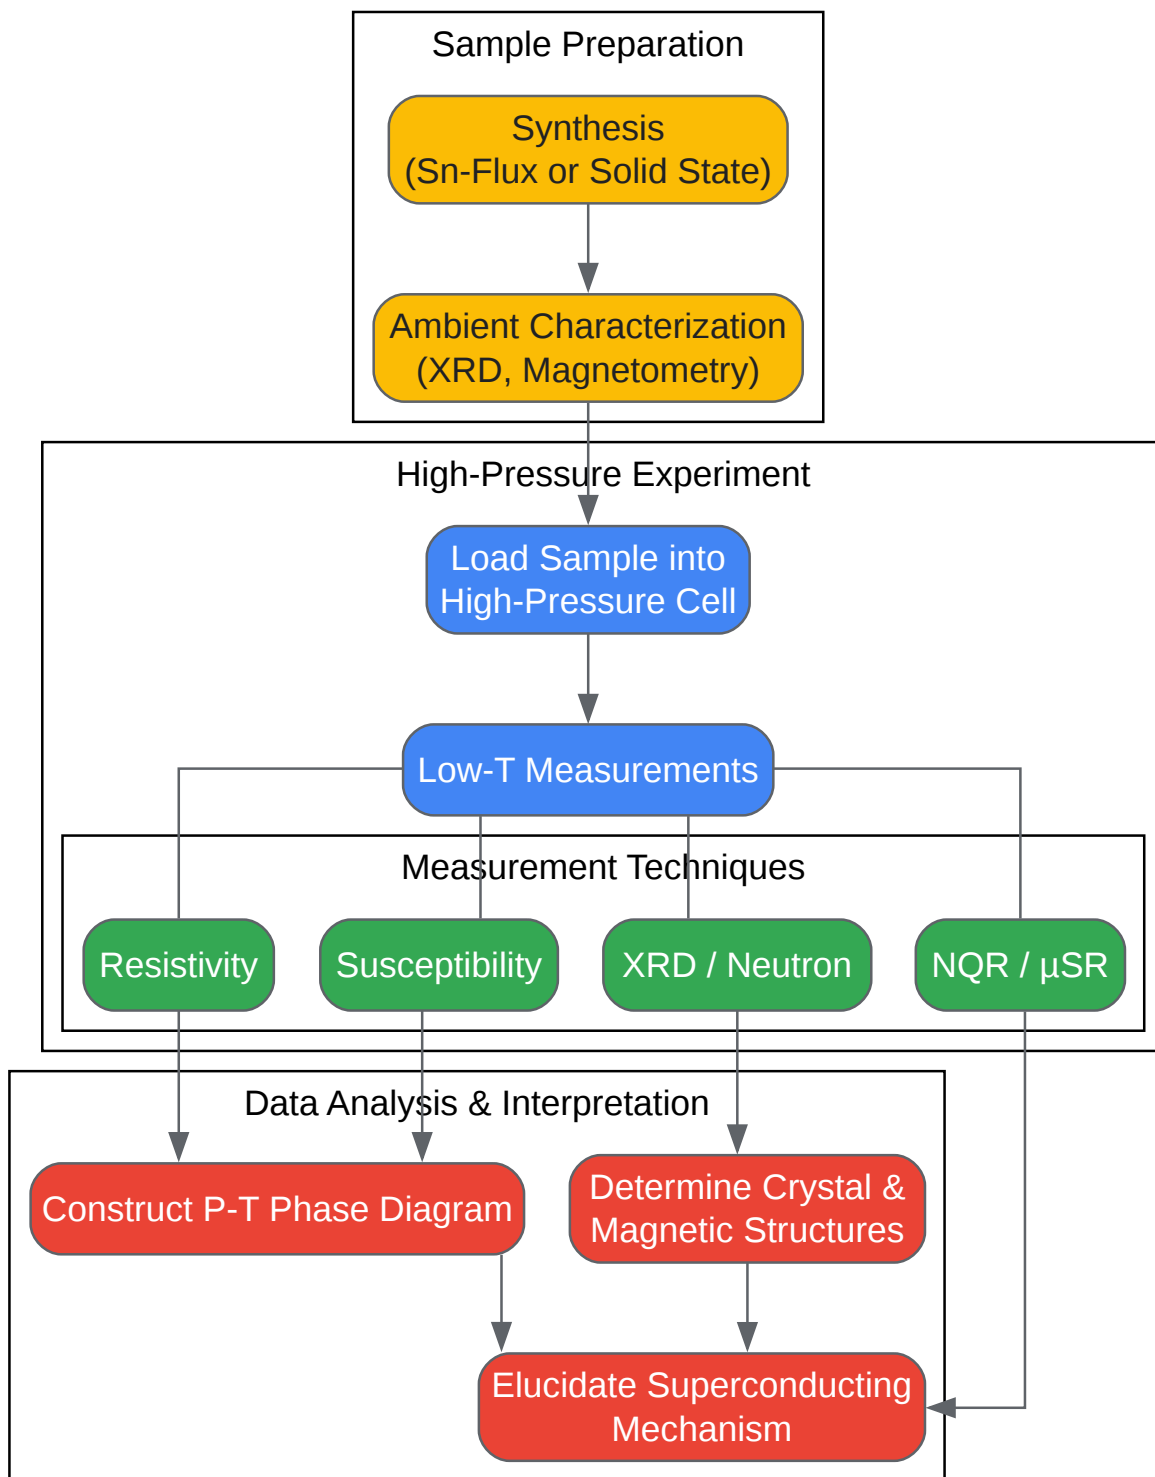 Sample Preparation
Synthesis
(Sn-Flux or Solid State)
Ambient Characterization
(XRD, Magnetometry)
High-Pressure Experiment
Load Sample into
High-Pressure Cell
Low-T Measurements
Measurement Techniques
Resistivity
Susceptibility
XRD / Neutron
NQR / µSR
Data Analysis & Interpretation
Construct P-T Phase Diagram
Determine Crystal &
Magnetic Structures
Elucidate Superconducting
Mechanism